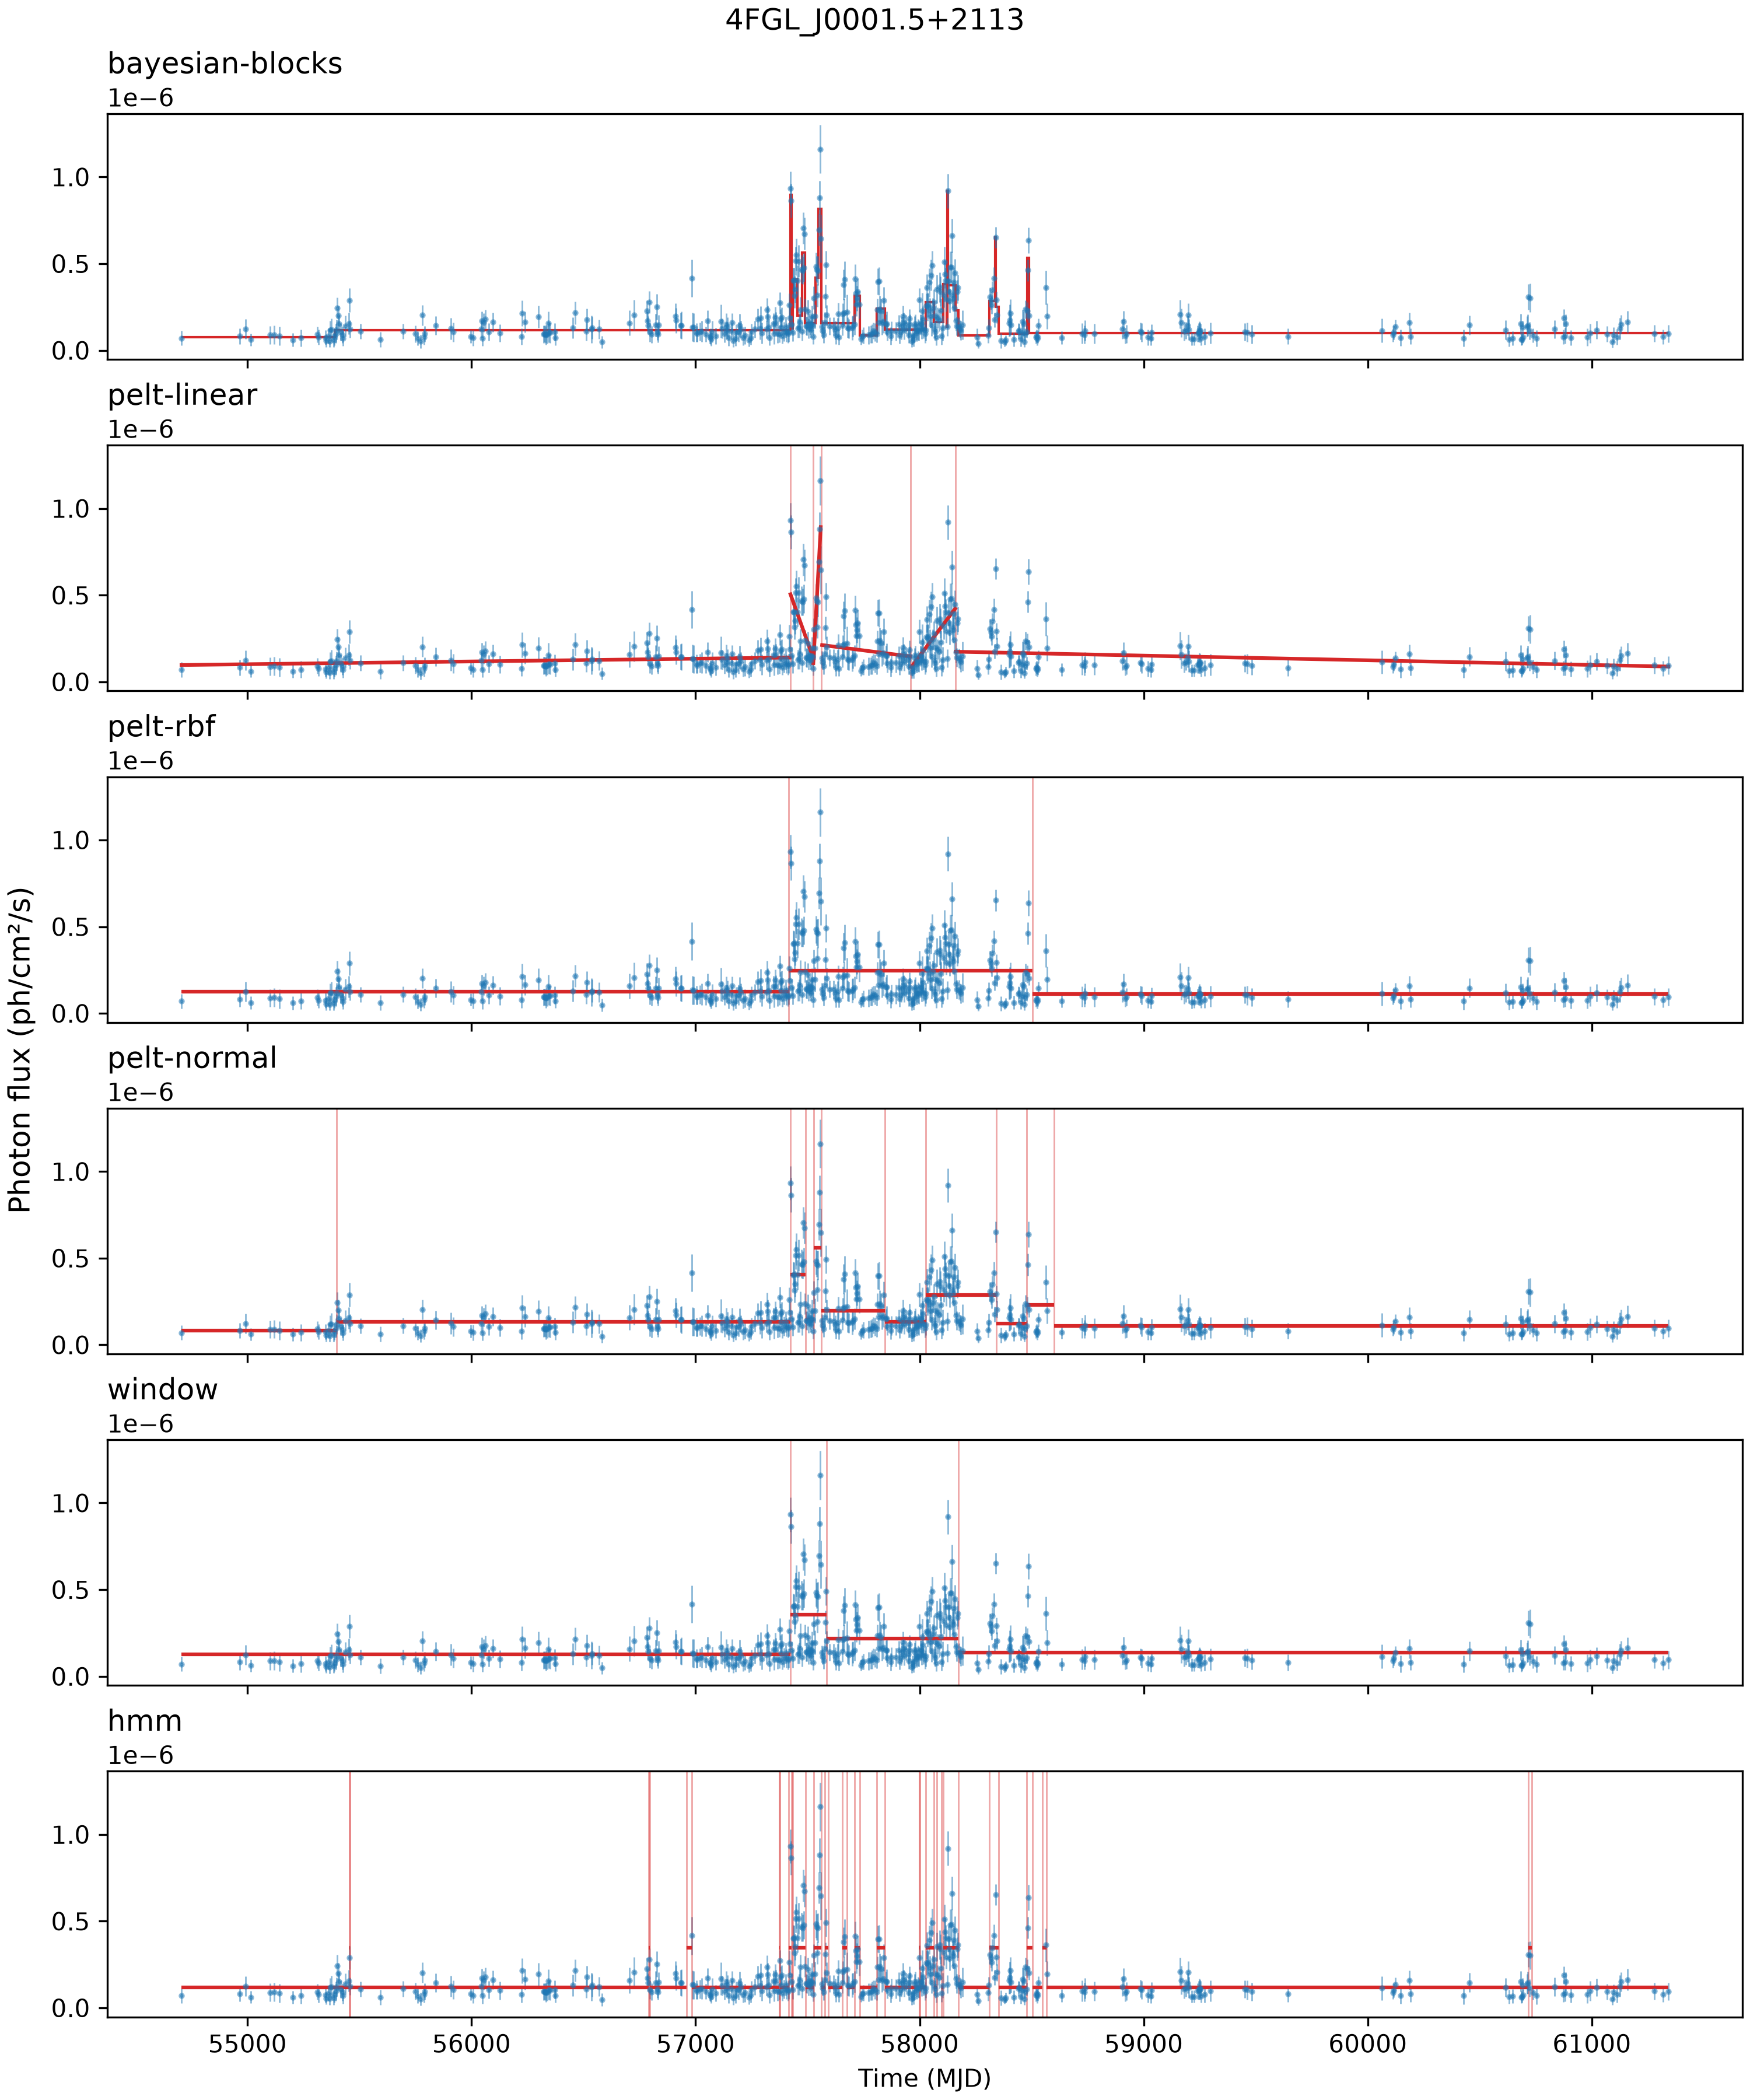 4FGL_J0001.5+2113
bayesian-blocks
1e−6
1.0
0.5
0.0
pelt-linear
1e−6
1.0
0.5
0.0
pelt-rbf
1e−6
1.0
0.5
0.0
Photon flux (ph/cm²/s)
pelt-normal
1e−6
1.0
0.5
0.0
window
1e−6
1.0
0.5
0.0
hmm
1e−6
1.0
0.5
0.0
55000 56000 57000 58000 59000 60000 61000
Time (MJD)